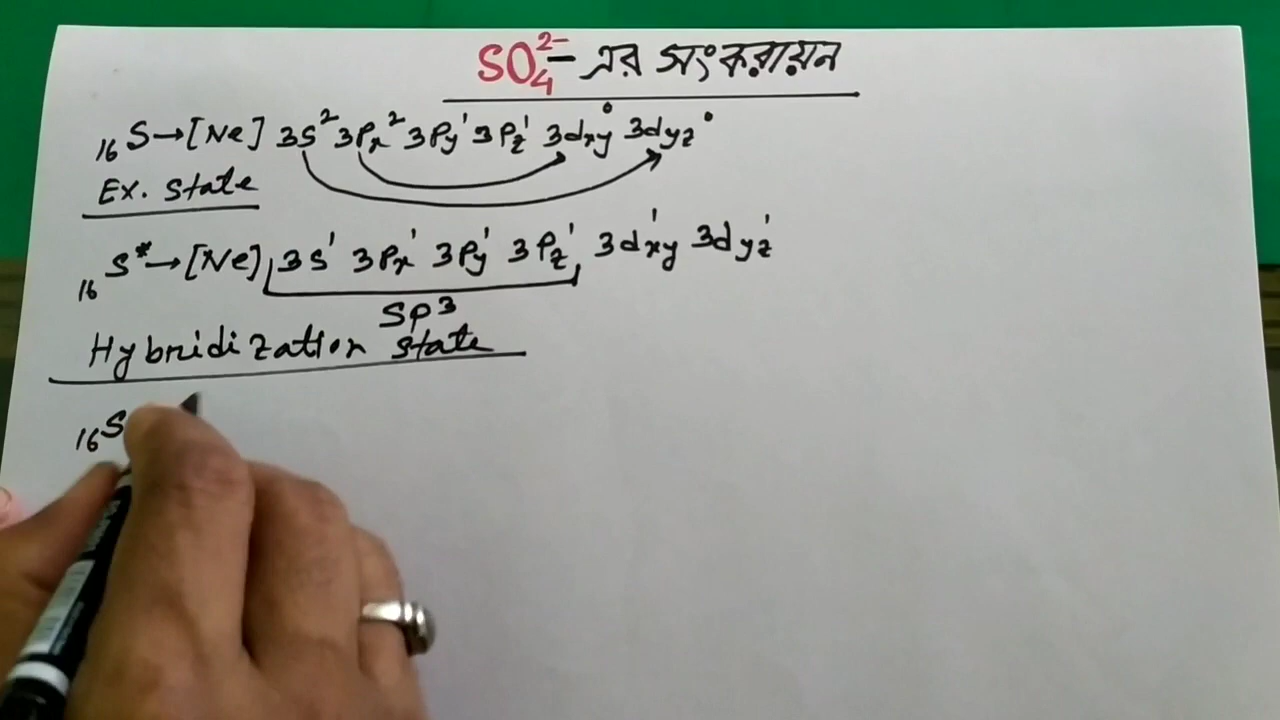 SO₄²⁻ - এর সংকরায়ন
₁₆S→[Ne] 3s² 3Px² 3Py¹ 3Pz¹ 3dxy⁰ 3dyz⁰
Ex. state
₁₆S*→[Ne] 3s¹ 3Px¹ 3Py¹ 3Pz¹ 3dxy¹ 3dyz¹
SP³
Hybridization state
₁₆S